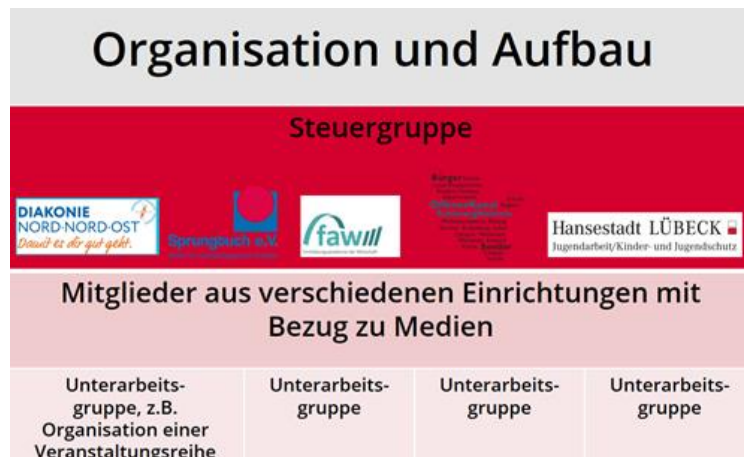 Organisation und Aufbau
Steuergruppe
DIAKONIE
NORD·NORD·OST
Damit es dir gut geht.
Sprungbuch e.V.
faw
Hansestadt LÜBECK
Jugendarbeit/Kinder- und Jugendschutz
Mitglieder aus verschiedenen Einrichtungen mit
Bezug zu Medien
Unterarbeits-
gruppe, z.B.
Organisation einer
Veranstaltungsreihe
Unterarbeits-
gruppe
Unterarbeits-
gruppe
Unterarbeits-
gruppe